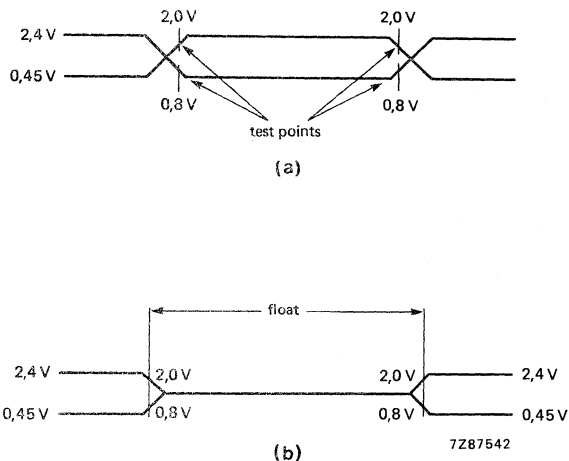 2,0 V 2,0 V
2,4 V
0,45 V
0,8 V 0,8 V
test points
(a)
float
2,4 V 2,0 V 2,0 V 2,4 V
0,45 V 0,8 V 0,8 V 0,45 V
7Z87542
(b)